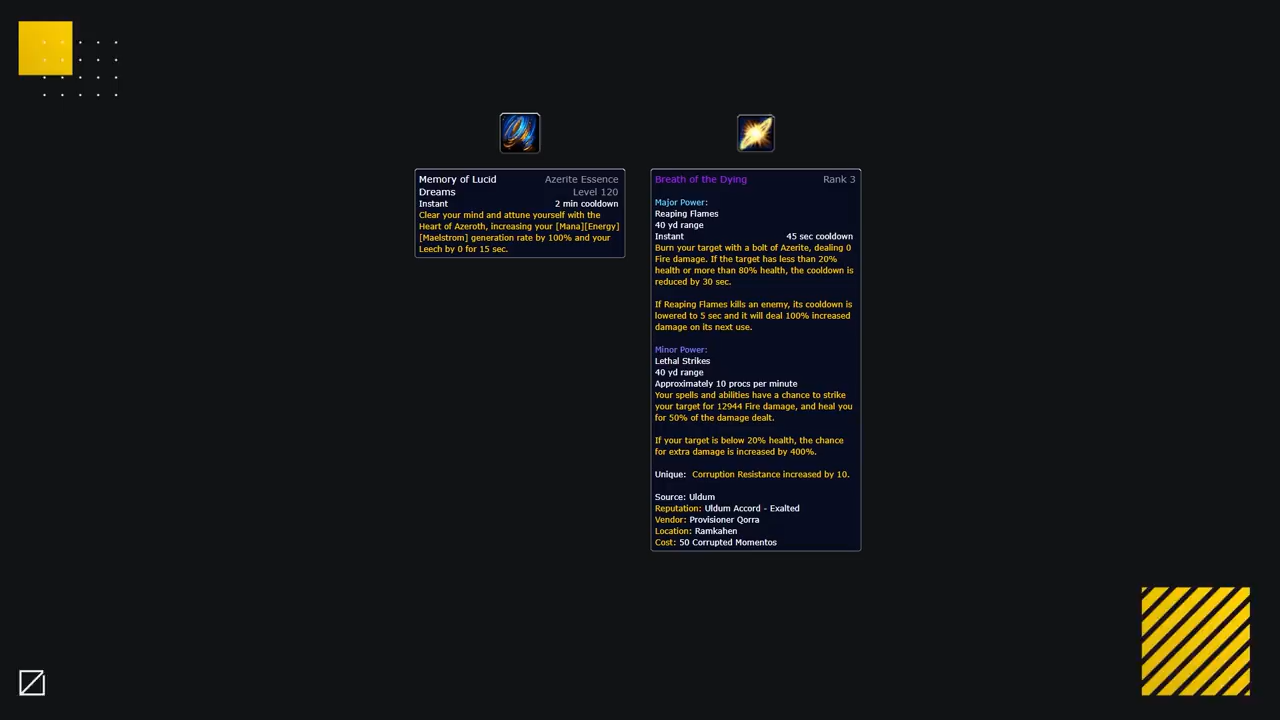 Memory of Lucid Azerite Essence
Dreams Level 120
Instant 2 min cooldown
Clear your mind and attune yourself with the
Heart of Azeroth, increasing your [Mana][Energy]
[Maelstrom] generation rate by 100% and your
Leech by 0 for 15 sec.
Breath of the Dying Rank 3
Major Power:
Reaping Flames
40 yd range
Instant 45 sec cooldown
Burn your target with a bolt of Azerite, dealing 0
Fire damage. If the target has less than 20%
health or more than 80% health, the cooldown is
reduced by 30 sec.
If Reaping Flames kills an enemy, its cooldown is
lowered to 5 sec and it will deal 100% increased
damage on its next use.
Minor Power:
Lethal Strikes
40 yd range
Approximately 10 procs per minute
Your spells and abilities have a chance to strike
your target for 12944 Fire damage, and heal you
for 50% of the damage dealt.
If your target is below 20% health, the chance
for extra damage is increased by 400%.
Unique: Corruption Resistance increased by 10.
Source: Uldum
Reputation: Uldum Accord - Exalted
Vendor: Provisioner Qorra
Location: Ramkahen
Cost: 50 Corrupted Momentos